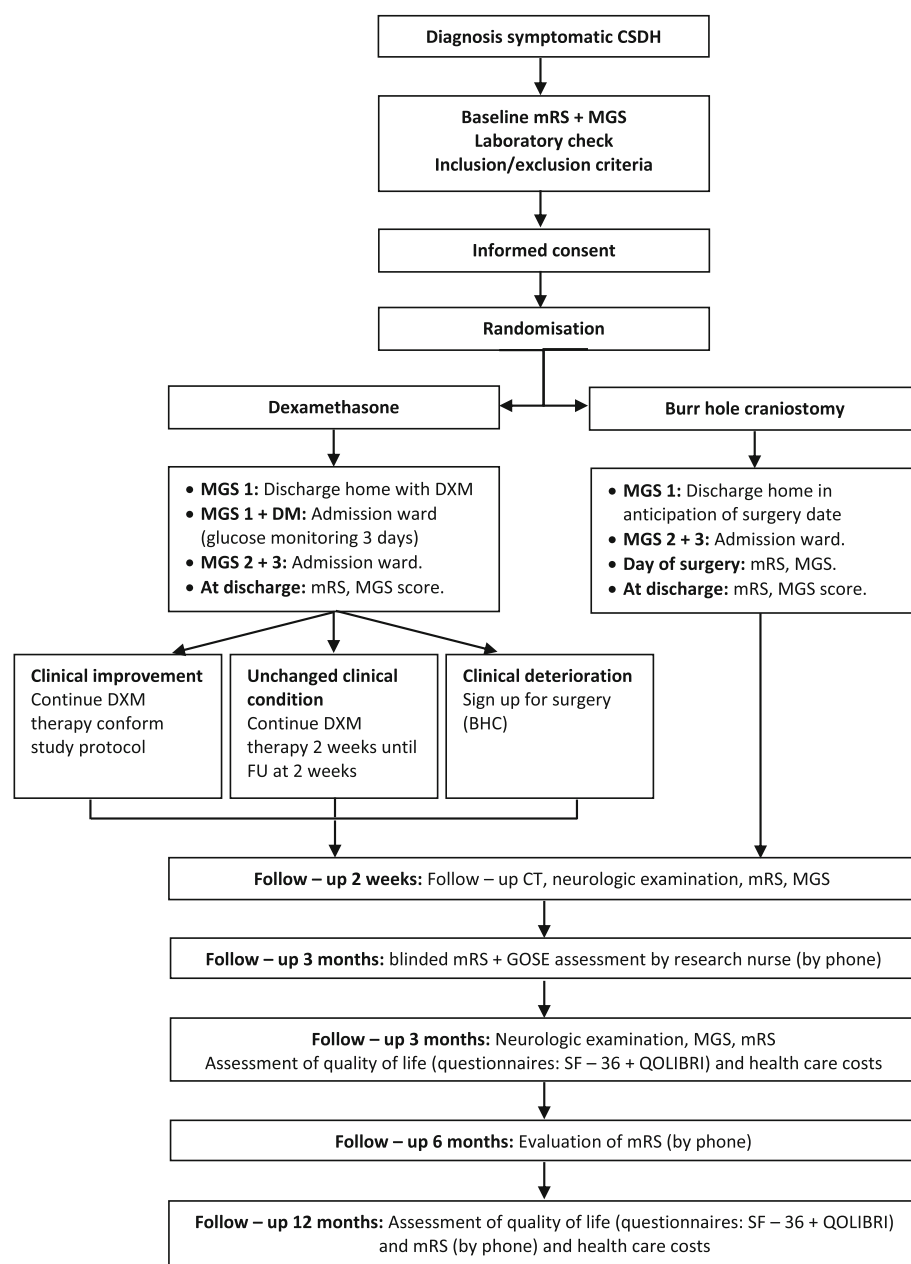 Diagnosis symptomatic CSDH
Baseline mRS + MGS
Laboratory check
Inclusion/exclusion criteria
Informed consent
Randomisation
Dexamethasone
Burr hole craniostomy
• MGS 1: Discharge home with DXM
• MGS 1 + DM: Admission ward
(glucose monitoring 3 days)
• MGS 2 + 3: Admission ward.
• At discharge: mRS, MGS score.
• MGS 1: Discharge home in
anticipation of surgery date
• MGS 2 + 3: Admission ward.
• Day of surgery: mRS, MGS.
• At discharge: mRS, MGS score.
Clinical improvement
Continue DXM
therapy conform
study protocol
Unchanged clinical
condition
Continue DXM
therapy 2 weeks until
FU at 2 weeks
Clinical deterioration
Sign up for surgery
(BHC)
Follow – up 2 weeks: Follow – up CT, neurologic examination, mRS, MGS
Follow – up 3 months: blinded mRS + GOSE assessment by research nurse (by phone)
Follow – up 3 months: Neurologic examination, MGS, mRS
Assessment of quality of life (questionnaires: SF – 36 + QOLIBRI) and health care costs
Follow – up 6 months: Evaluation of mRS (by phone)
Follow – up 12 months: Assessment of quality of life (questionnaires: SF – 36 + QOLIBRI)
and mRS (by phone) and health care costs